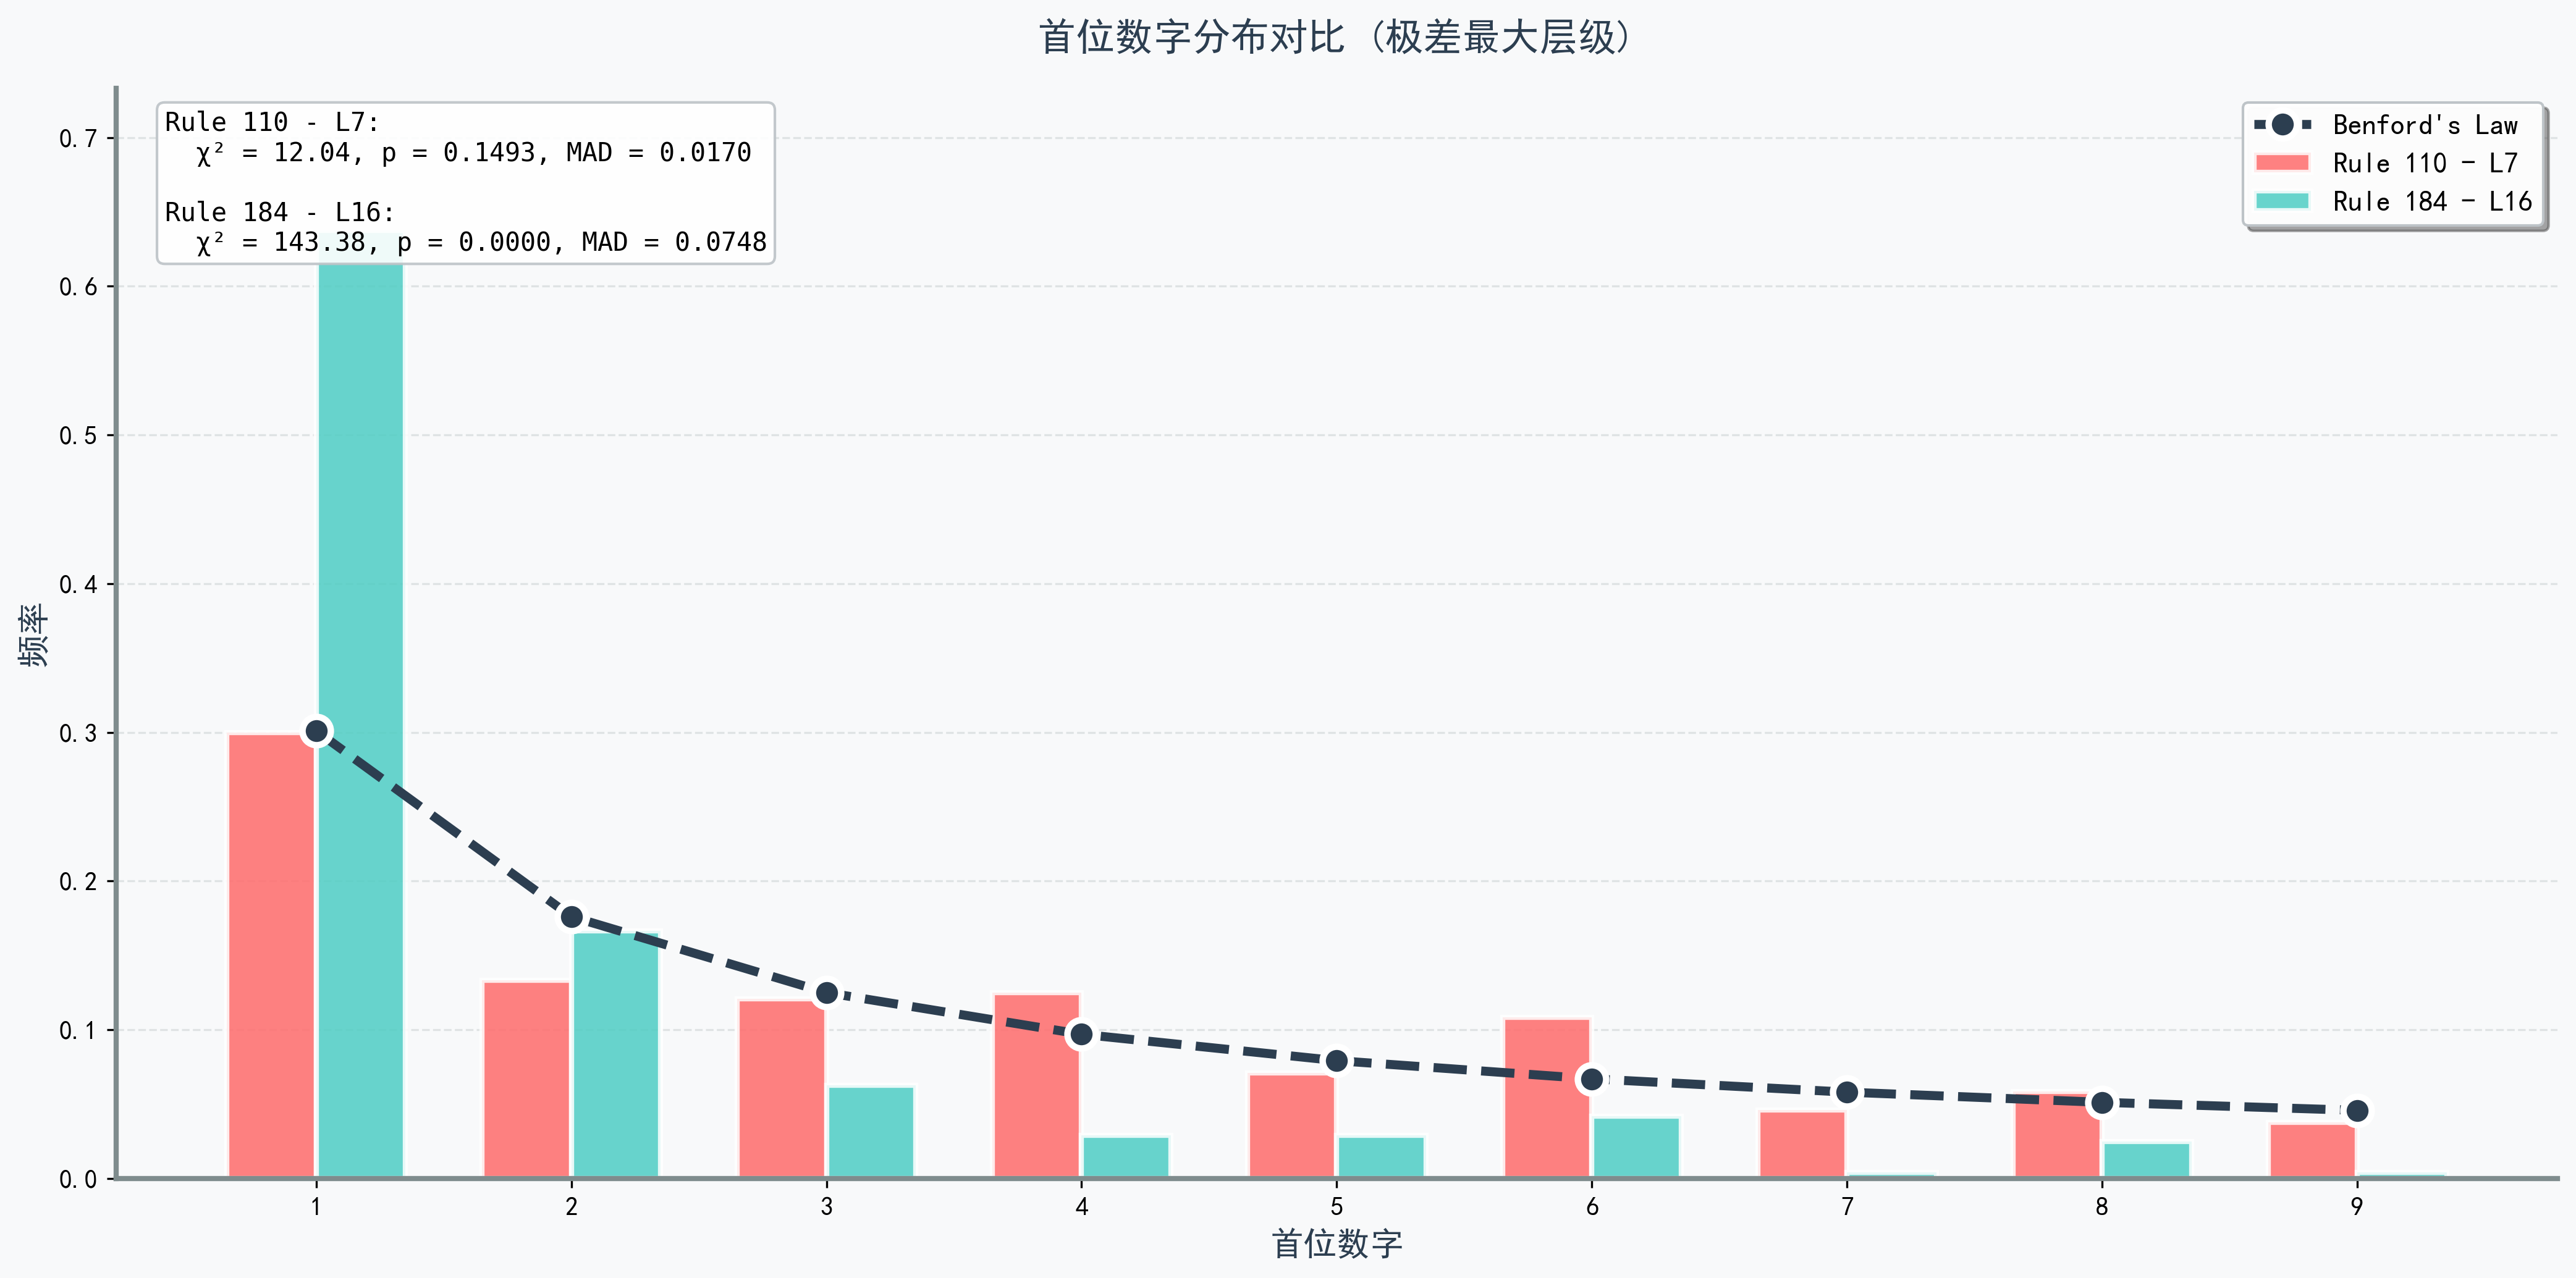 首位数字分布对比 (极差最大层级)
Rule 110 - L7:
χ² = 12.04, p = 0.1493, MAD = 0.0170
Rule 184 - L16:
χ² = 143.38, p = 0.0000, MAD = 0.0748
Benford's Law
Rule 110 - L7
Rule 184 - L16
0.7
0.6
0.5
0.4
0.3
0.2
0.1
0.0
频率
1 2 3 4 5 6 7 8 9
首位数字